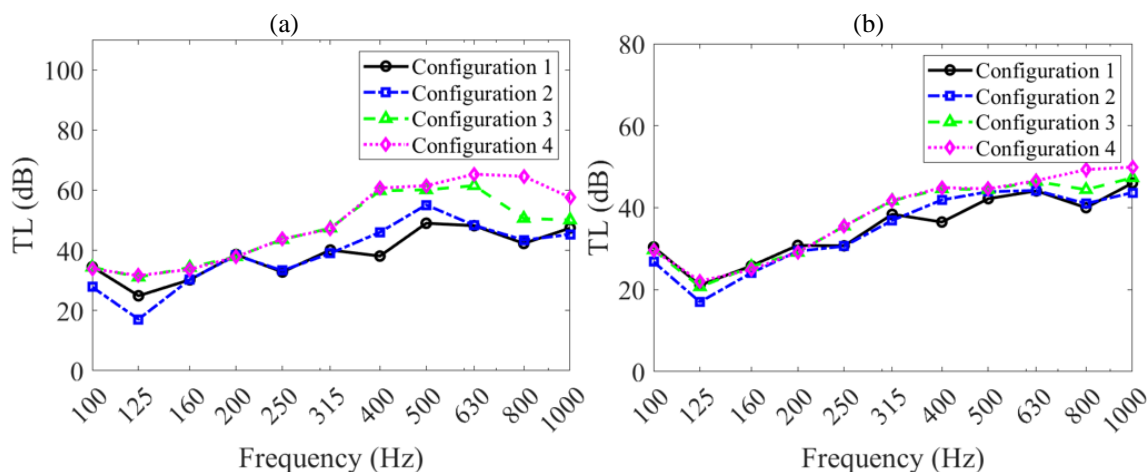 (a)
TL (dB)
100
80
60
40
20
0
Configuration 1
Configuration 2
Configuration 3
Configuration 4
100 125 160 200 250 315 400 500 630 800 1000
Frequency (Hz)
(b)
TL (dB)
80
60
40
20
0
Configuration 1
Configuration 2
Configuration 3
Configuration 4
100 125 160 200 250 315 400 500 630 800 1000
Frequency (Hz)